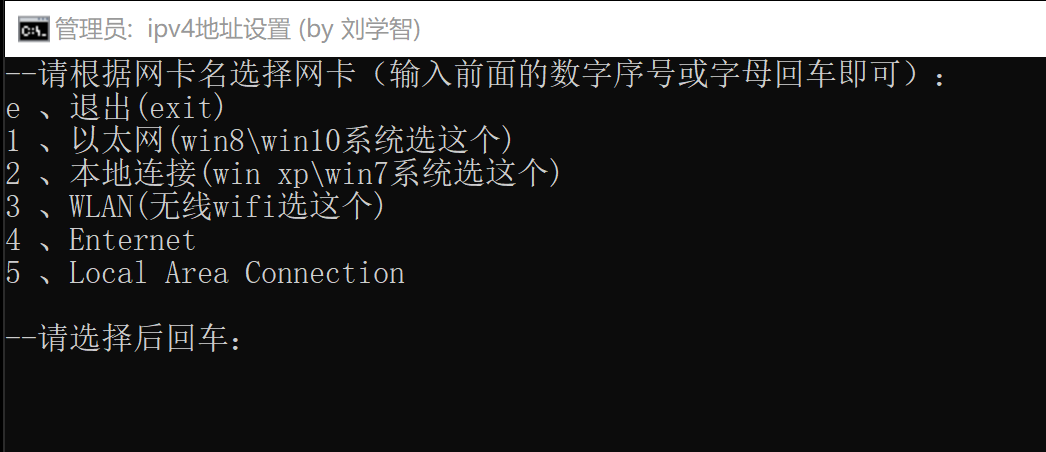 管理员: ipv4地址设置 (by 刘学智)
--请根据网卡名选择网卡（输入前面的数字序号或字母回车即可）:
e 、退出(exit)
1 、以太网(win8\win10系统选这个)
2 、本地连接(win xp\win7系统选这个)
3 、WLAN(无线wifi选这个)
4 、Enternet
5 、Local Area Connection
--请选择后回车: